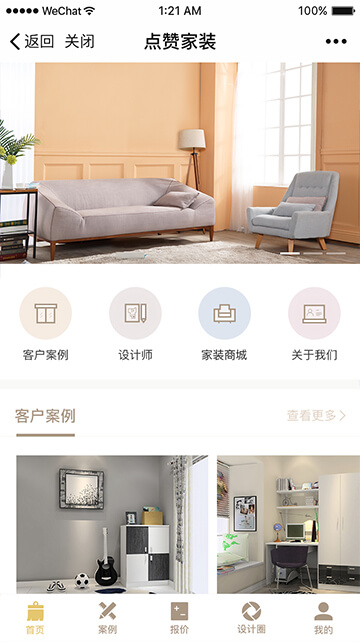 WeChat 1:21 AM 100%
返回 关闭 点赞家装
客户案例 设计师 家装商城 关于我们
客户案例 查看更多
首页 案例 报价 设计圈 我的